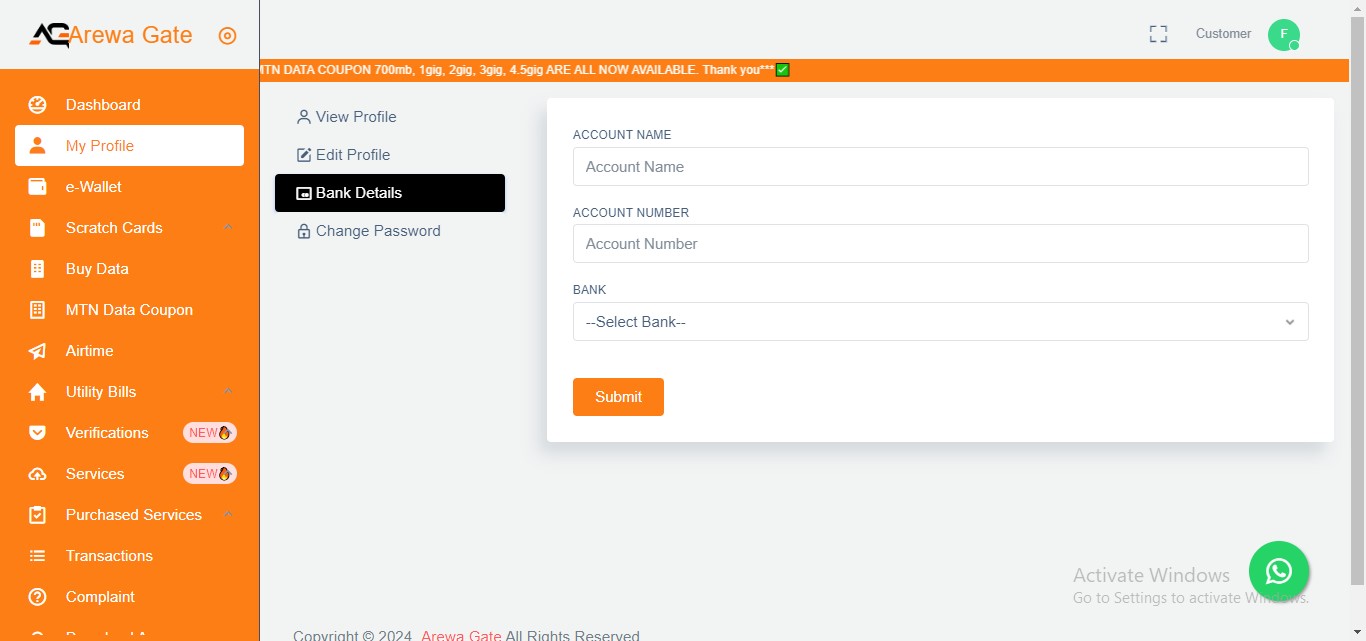 Arewa Gate
Customer
F
MTN DATA COUPON 700mb, 1gig, 2gig, 3gig, 4.5gig ARE ALL NOW AVAILABLE. Thank you***✅
Dashboard
My Profile
e-Wallet
Scratch Cards
Buy Data
MTN Data Coupon
Airtime
Utility Bills
Verifications NEW🔥
Services NEW🔥
Purchased Services
Transactions
Complaint
View Profile
Edit Profile
Bank Details
Change Password
ACCOUNT NAME
Account Name
ACCOUNT NUMBER
Account Number
BANK
--Select Bank--
Submit
Activate Windows
Go to Settings to activate Windows.
Copyright © 2024 Arewa Gate All Rights Reserved